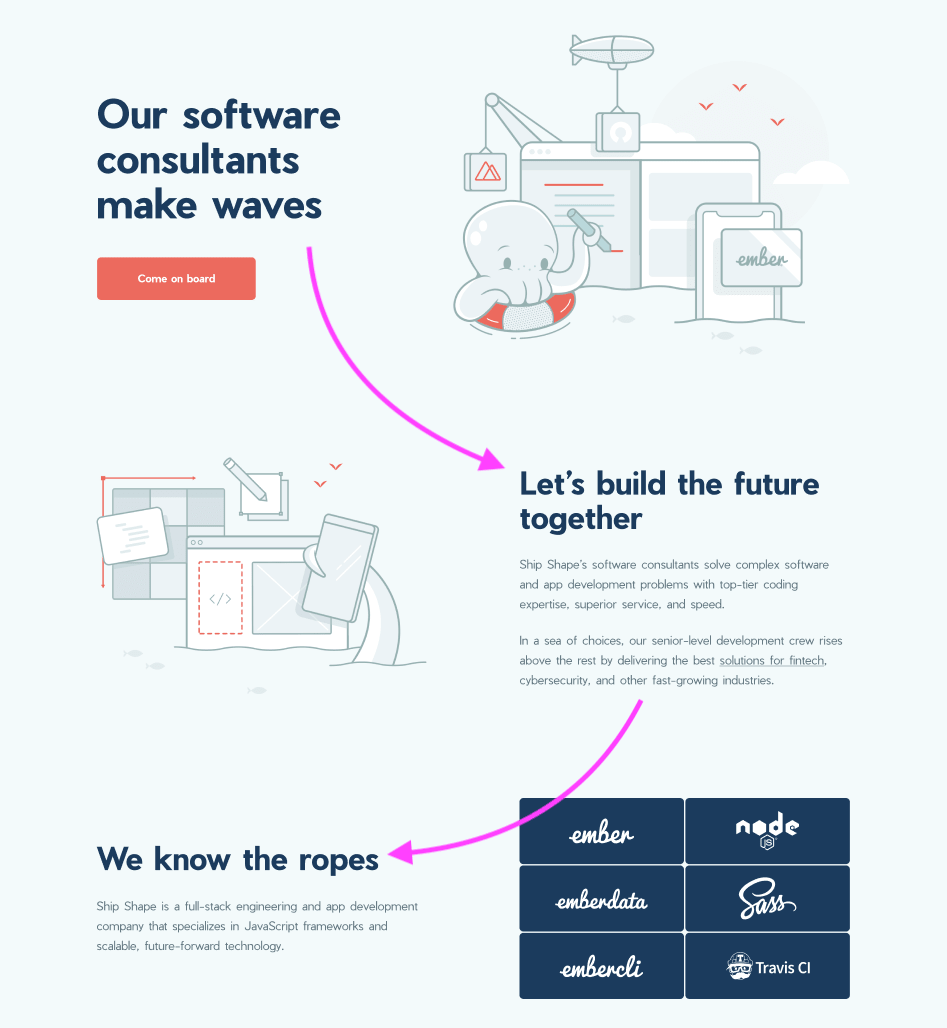 Our software
consultants
make waves
Come on board
ember
Let's build the future
together
Ship Shape's software consultants solve complex software
and app development problems with top-tier coding
expertise, superior service, and speed.
In a sea of choices, our senior-level development crew rises
above the rest by delivering the best solutions for fintech,
cybersecurity, and other fast-growing industries.
</>
We know the ropes
Ship Shape is a full-stack engineering and app development
company that specializes in JavaScript frameworks and
scalable, future-forward technology.
ember
node
JS
emberdata
Sass
embercli
T
Travis CI